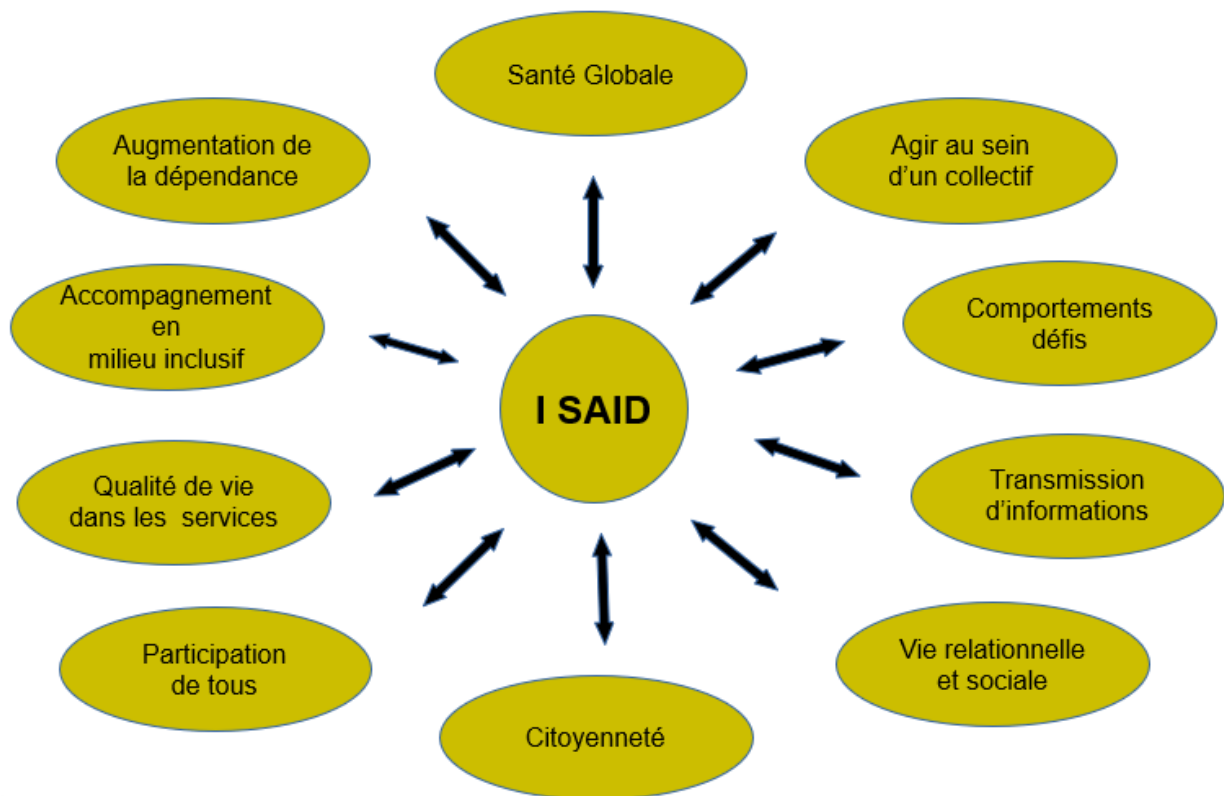 Santé Globale
Augmentation de
la dépendance
Agir au sein
d'un collectif
Accompagnement
en
milieu inclusif
Comportements
défis
I SAID
Qualité de vie
dans les services
Transmission
d'informations
Participation
de tous
Vie relationnelle
et sociale
Citoyenneté